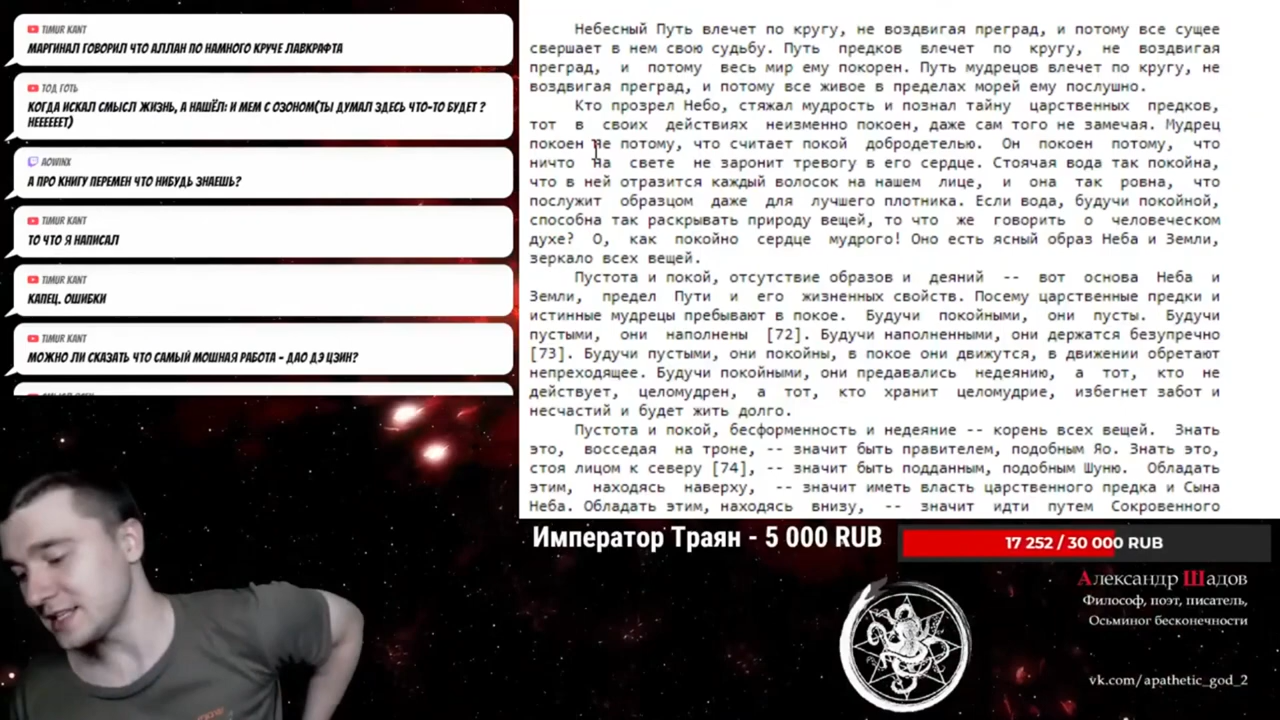 TIMUR KANT
МАРГИНАЛ ГОВОРИЛ ЧТО АЛЛАН ПО НАМНОГО КРУЧЕ ЛАВКРАФТА
ТОД ГОТЬ
КОГДА ИСКАЛ СМЫСЛ ЖИЗНЬ, А НАШЁЛ: И МЕМ С ОЗОНОМ(ТЫ ДУМАЛ ЗДЕСЬ ЧТО-ТО БУДЕТ ?
НЕЕЕЕЕТ)
AOWINX
А ПРО КНИГУ ПЕРЕМЕН ЧТО НИБУДЬ ЗНАЕШЬ?
TIMUR KANT
ТО ЧТО Я НАПИСАЛ
TIMUR KANT
КАПЕЦ. ОШИБКИ
TIMUR KANT
МОЖНО ЛИ СКАЗАТЬ ЧТО САМЫЙ МОШНАЯ РАБОТА - ДАО ДЭ ЦЗИН?
Небесный Путь влечет по кругу, не воздвигая преград, и потому все сущее
свершает в нем свою судьбу. Путь предков влечет по кругу, не воздвигая
преград, и потому весь мир ему покорен. Путь мудрецов влечет по кругу, не
воздвигая преград, и потому все живое в пределах морей ему послушно.
Кто прозрел Небо, стяжал мудрость и познал тайну царственных предков,
тот в своих действиях неизменно покоен, даже сам того не замечая. Мудрец
покоен не потому, что считает покой добродетелью. Он покоен потому, что
ничто на свете не заронит тревогу в его сердце. Стоячая вода так покойна,
что в ней отразится каждый волосок на нашем лице, и она так ровна, что
послужит образцом даже для лучшего плотника. Если вода, будучи покойной,
способна так раскрывать природу вещей, то что же говорить о человеческом
духе? О, как покойно сердце мудрого! Оно есть ясный образ Неба и Земли,
зеркало всех вещей.
Пустота и покой, отсутствие образов и деяний -- вот основа Неба и
Земли, предел Пути и его жизненных свойств. Посему царственные предки и
истинные мудрецы пребывают в покое. Будучи покойными, они пусты. Будучи
пустыми, они наполнены [72]. Будучи наполненными, они держатся безупречно
[73]. Будучи пустыми, они покойны, в покое они движутся, в движении обретают
непреходящее. Будучи покойными, они предавались недеянию, а тот, кто не
действует, целомудрен, а тот, кто хранит целомудрие, избегнет забот и
несчастий и будет жить долго.
Пустота и покой, бесформенность и недеяние -- корень всех вещей. Знать
это, восседая на троне, -- значит быть правителем, подобным Яо. Знать это,
стоя лицом к северу [74], -- значит быть подданным, подобным Шуню. Обладать
этим, находясь наверху, -- значит иметь власть царственного предка и Сына
Неба. Обладать этим, находясь внизу, -- значит идти путем Сокровенного
Император Траян - 5 000 RUB
17 252 / 30 000 RUB
Александр Шадов
Философ, поэт, писатель,
Осьминог бесконечности
vk.com/apathetic_god_2